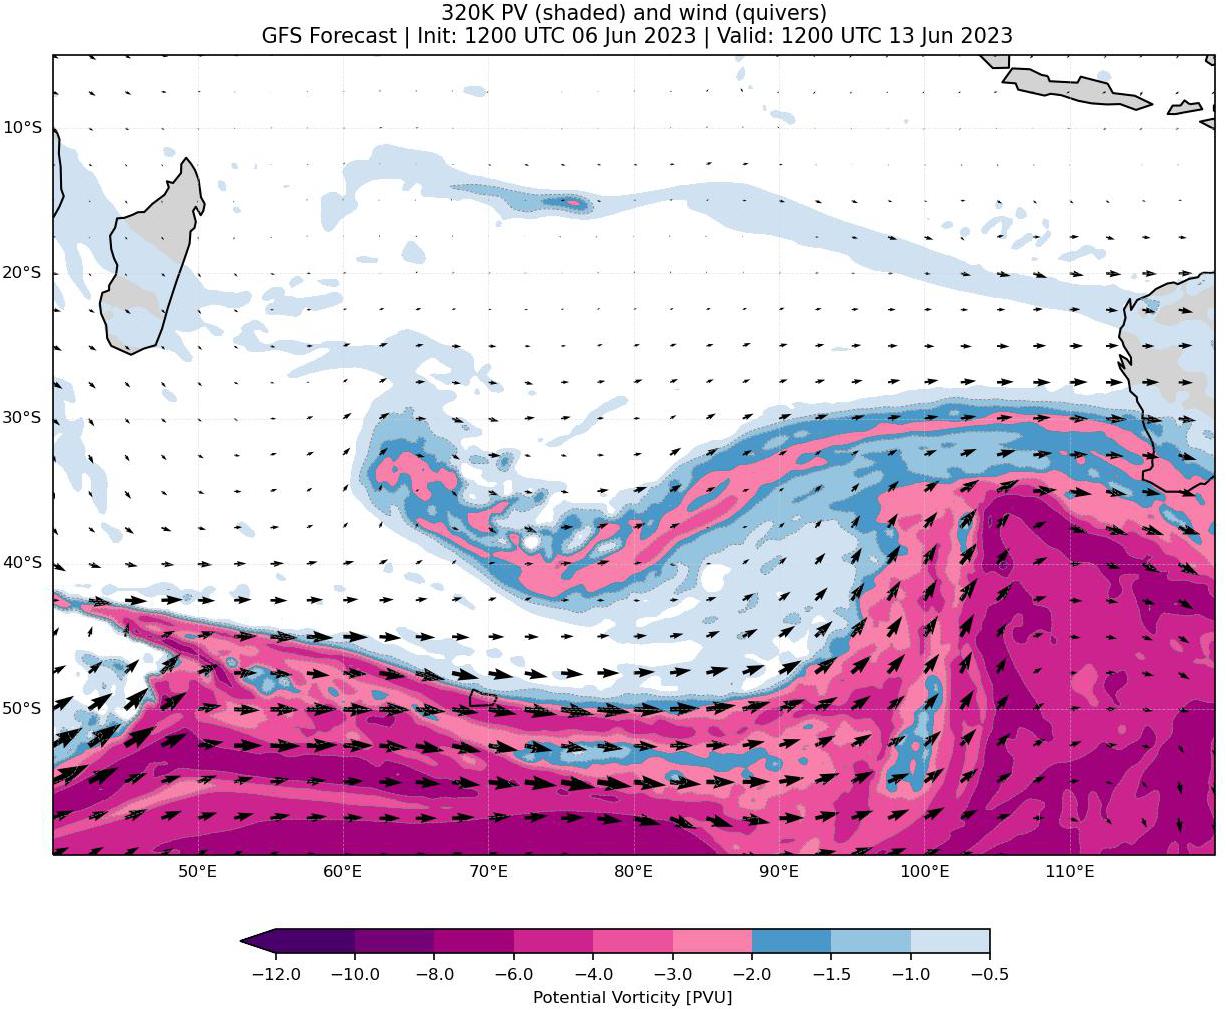 320K PV (shaded) and wind (quivers)
GFS Forecast | Init: 1200 UTC 06 Jun 2023 | Valid: 1200 UTC 13 Jun 2023
10°S
20°S
30°S
40°S
50°S
50°E 60°E 70°E 80°E 90°E 100°E 110°E
−12.0 −10.0 −8.0 −6.0 −4.0 −3.0 −2.0 −1.5 −1.0 −0.5
Potential Vorticity [PVU]